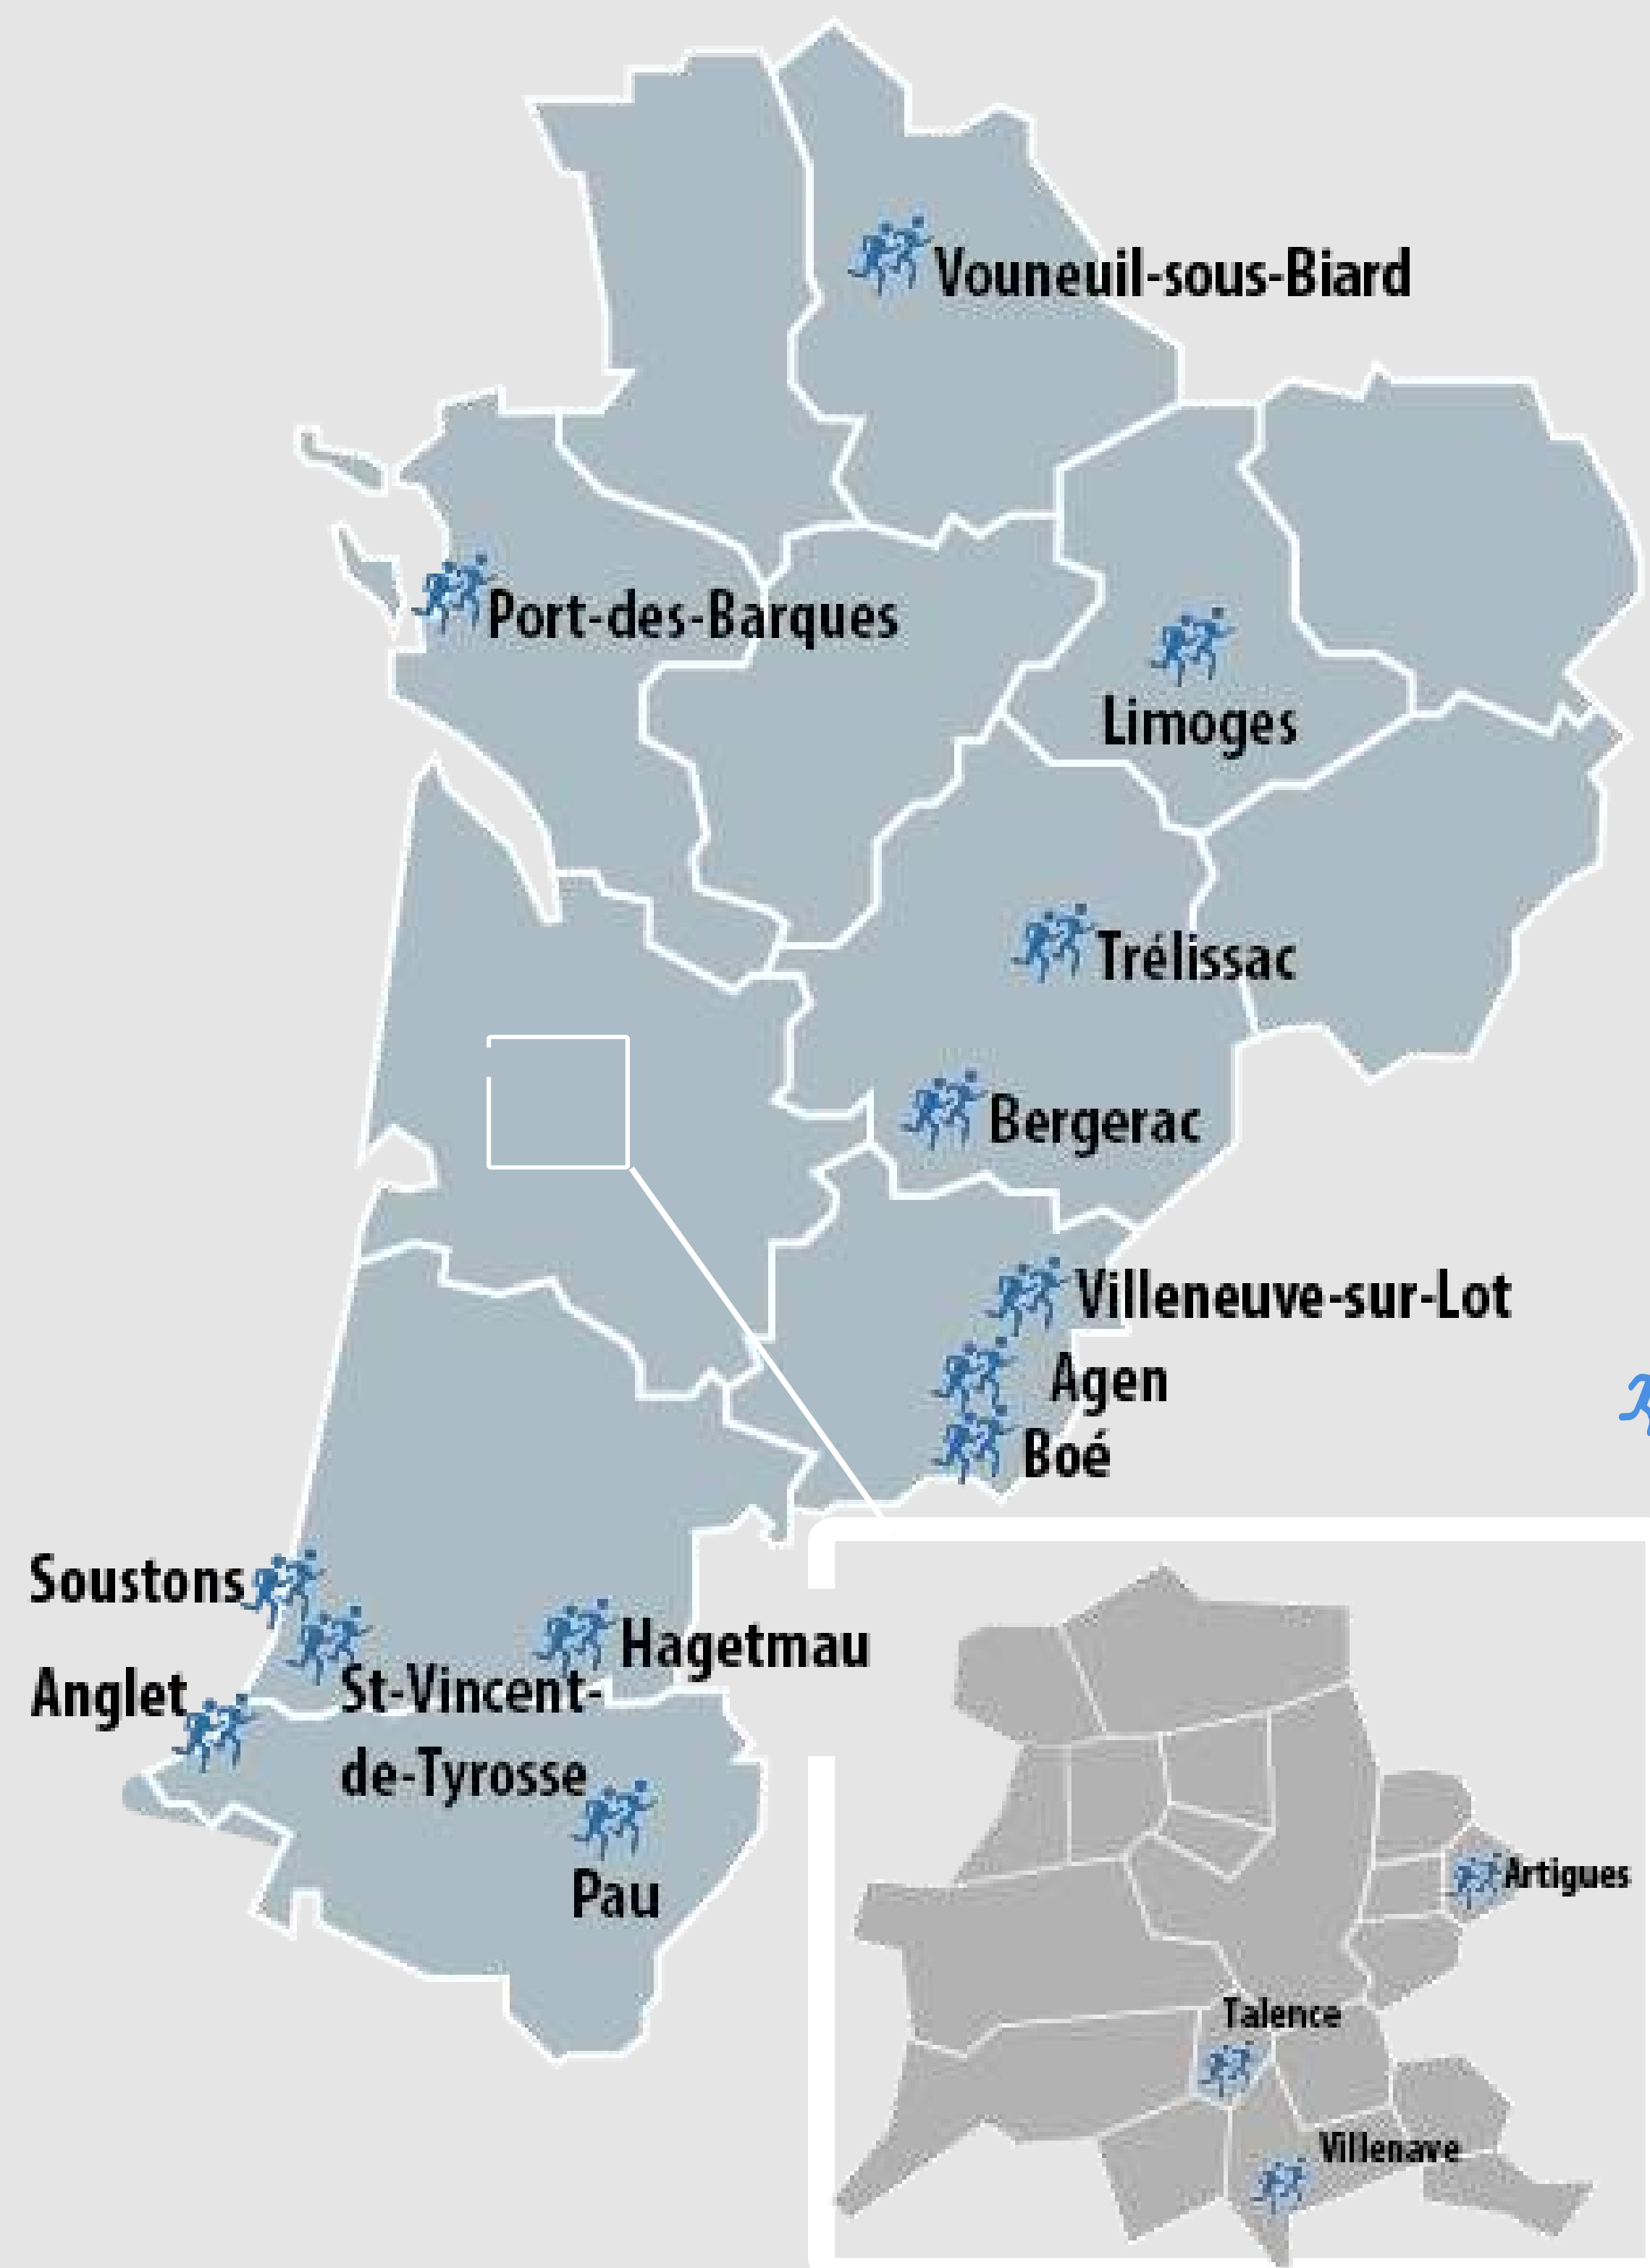 Vouneuil-sous-Biard
Port-des-Barques
Limoges
Trélissac
Bergerac
Villeneuve-sur-Lot
Agen
Boé
Soustons
Hagetmau
Anglet
St-Vincent-
de-Tyrosse
Pau
Artigues
Talence
Villenave